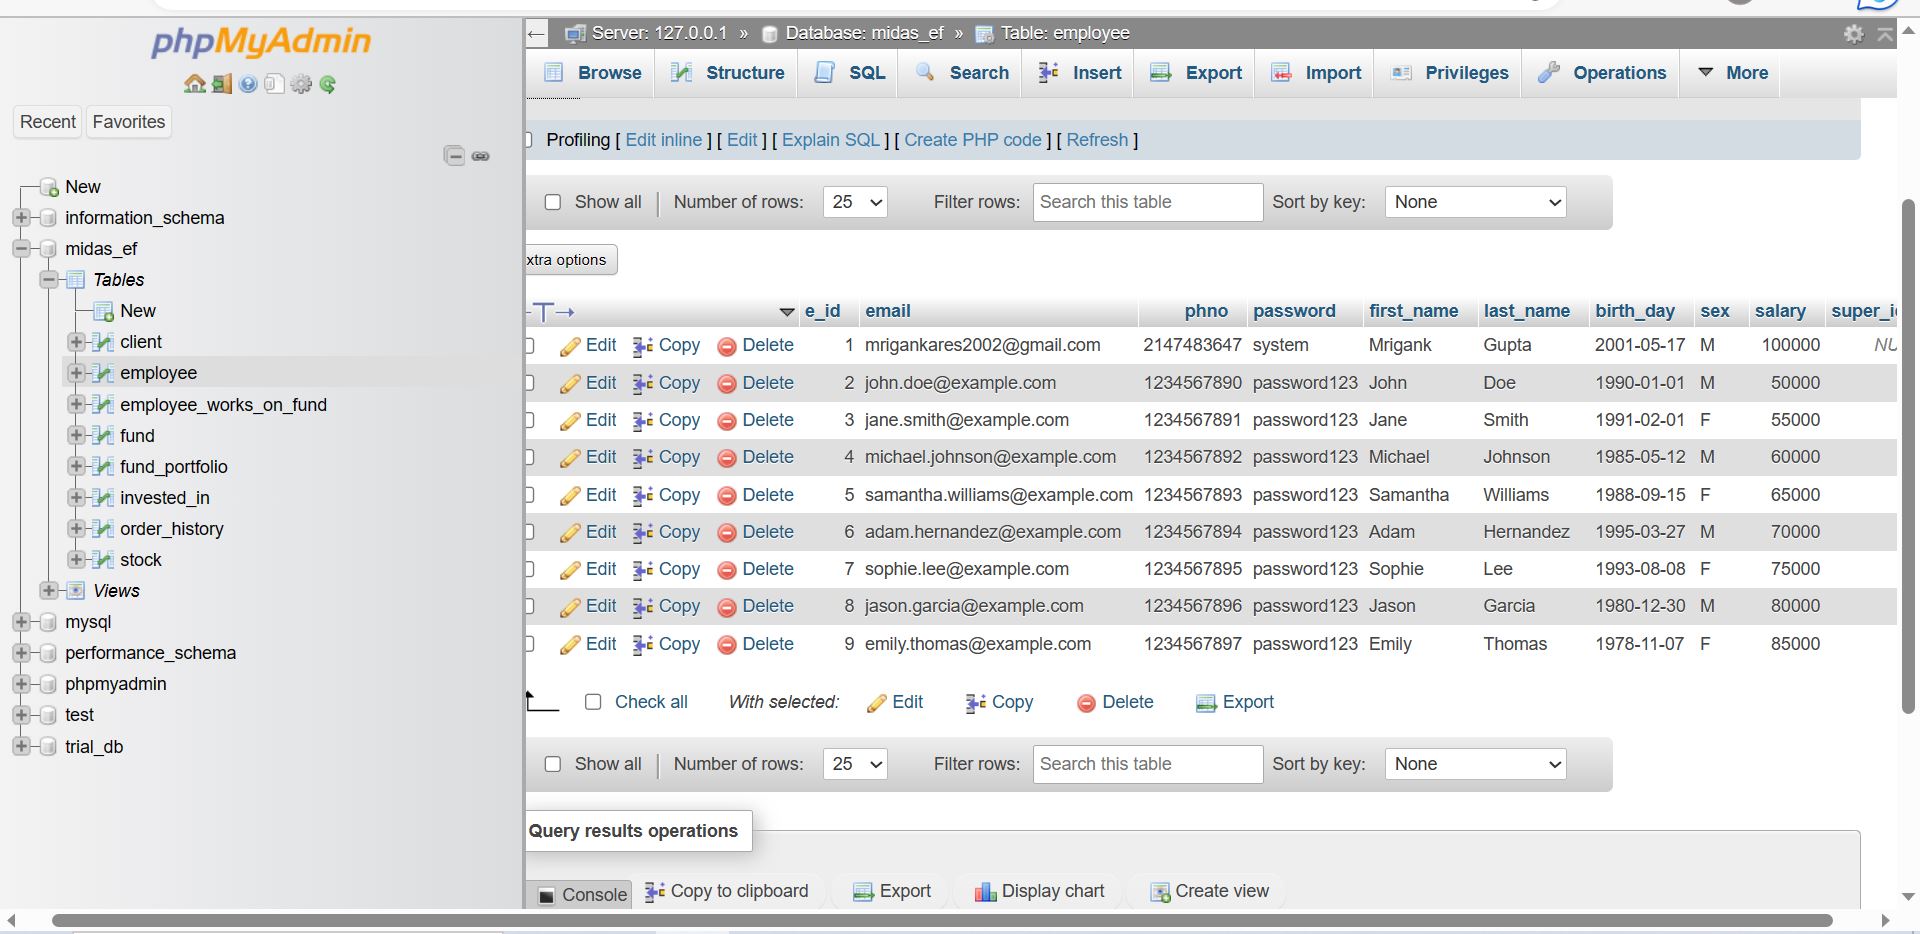 phpMyAdmin
Recent Favorites
New
information_schema
midas_ef
Tables
New
client
employee
employee_works_on_fund
fund
fund_portfolio
invested_in
order_history
stock
Views
mysql
performance_schema
phpmyadmin
test
trial_db
Server: 127.0.0.1 » Database: midas_ef » Table: employee
Browse Structure SQL Search Insert Export Import Privileges Operations More
Profiling [ Edit inline ] [ Edit ] [ Explain SQL ] [ Create PHP code ] [ Refresh ]
Show all Number of rows: 25 Filter rows: Search this table Sort by key: None
xtra options
e_id email phno password first_name last_name birth_day sex salary super_i
Edit Copy Delete 1 mrigankares2002@gmail.com 2147483647 system Mrigank Gupta 2001-05-17 M 100000 NU
Edit Copy Delete 2 john.doe@example.com 1234567890 password123 John Doe 1990-01-01 M 50000
Edit Copy Delete 3 jane.smith@example.com 1234567891 password123 Jane Smith 1991-02-01 F 55000
Edit Copy Delete 4 michael.johnson@example.com 1234567892 password123 Michael Johnson 1985-05-12 M 60000
Edit Copy Delete 5 samantha.williams@example.com 1234567893 password123 Samantha Williams 1988-09-15 F 65000
Edit Copy Delete 6 adam.hernandez@example.com 1234567894 password123 Adam Hernandez 1995-03-27 M 70000
Edit Copy Delete 7 sophie.lee@example.com 1234567895 password123 Sophie Lee 1993-08-08 F 75000
Edit Copy Delete 8 jason.garcia@example.com 1234567896 password123 Jason Garcia 1980-12-30 M 80000
Edit Copy Delete 9 emily.thomas@example.com 1234567897 password123 Emily Thomas 1978-11-07 F 85000
Check all With selected: Edit Copy Delete Export
Show all Number of rows: 25 Filter rows: Search this table Sort by key: None
Query results operations
Console Copy to clipboard Export Display chart Create view